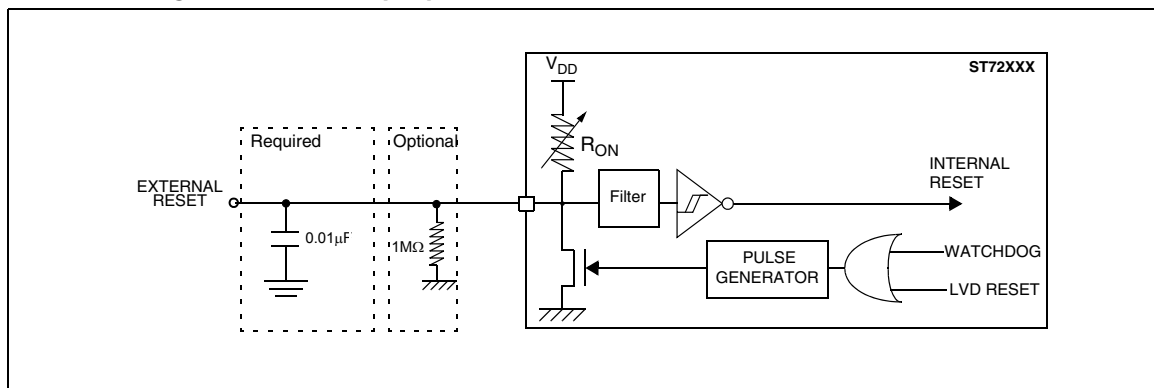 V_DD
ST72XXX
Required
Optional
R_ON
EXTERNAL
RESET
Filter
INTERNAL
RESET
0.01µF
1MΩ
PULSE
GENERATOR
WATCHDOG
LVD RESET